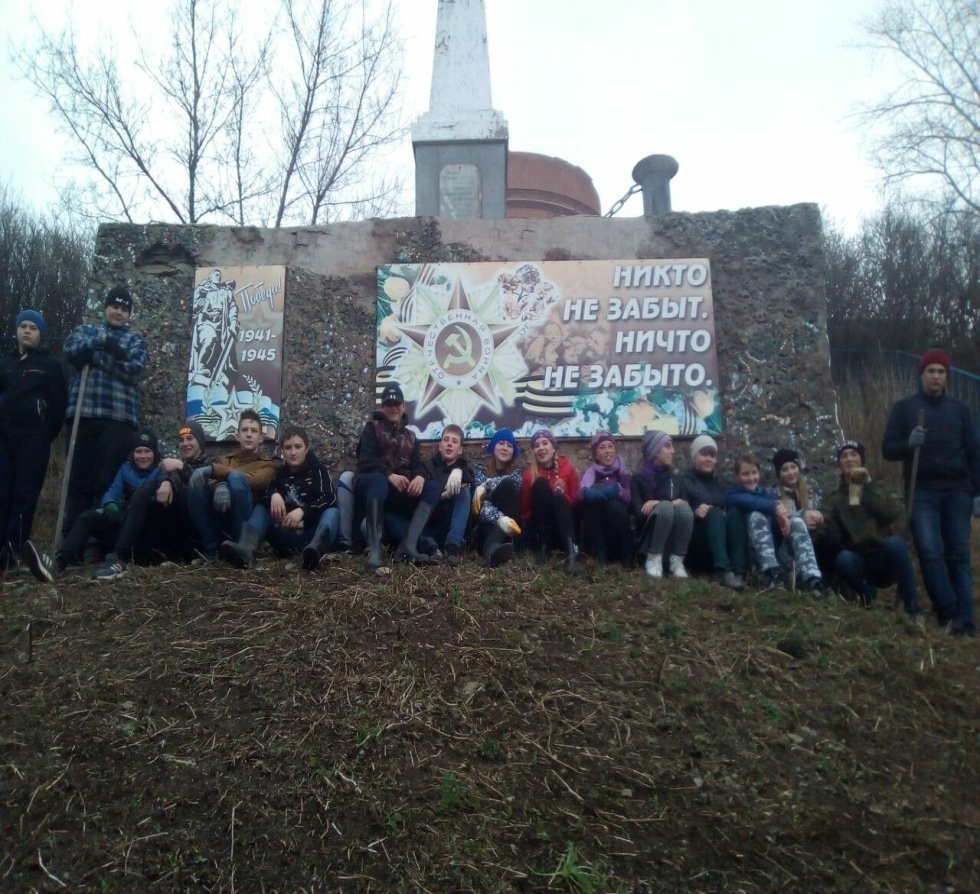 Победа!
1941-
1945
ОТЕЧЕСТВЕННАЯ ВОЙНА
НИКТО
НЕ ЗАБЫТ.
НИЧТО
НЕ ЗАБЫТО.